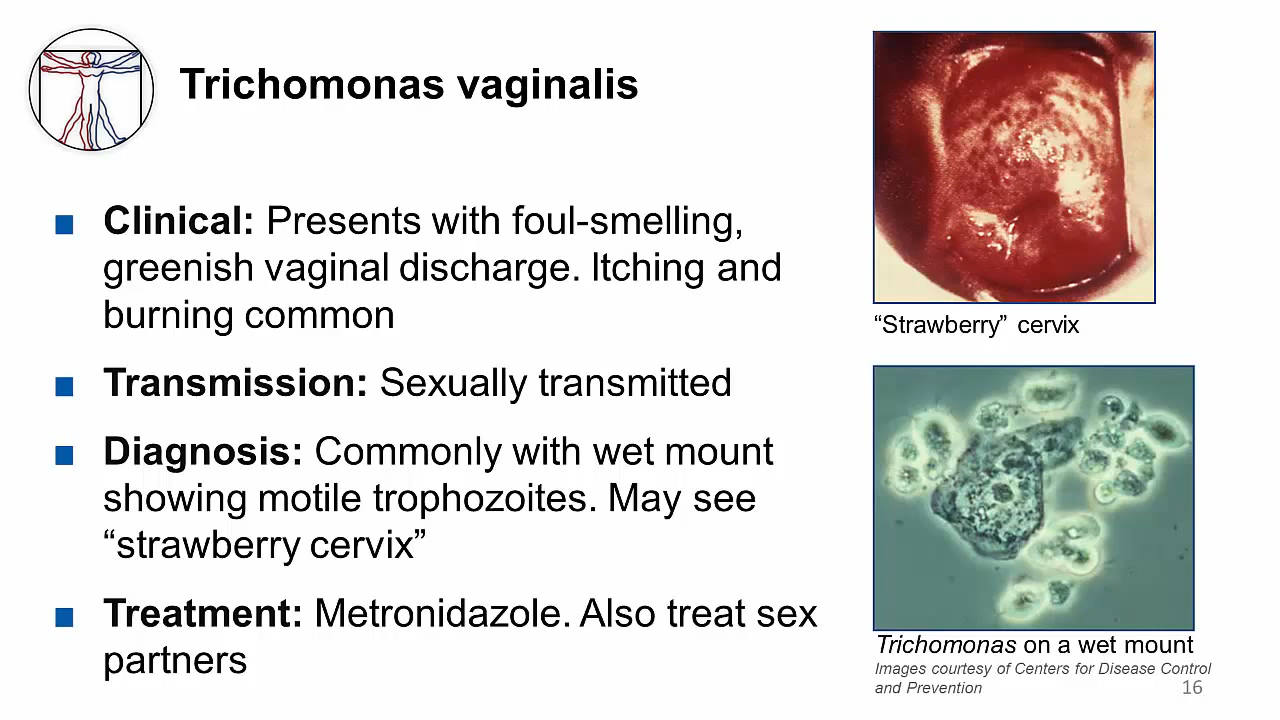 Trichomonas vaginalis
■ Clinical: Presents with foul-smelling,
greenish vaginal discharge. Itching and
burning common
■ Transmission: Sexually transmitted
■ Diagnosis: Commonly with wet mount
showing motile trophozoites. May see
“strawberry cervix”
■ Treatment: Metronidazole. Also treat sex
partners
“Strawberry” cervix
Trichomonas on a wet mount
Images courtesy of Centers for Disease Control
and Prevention
16